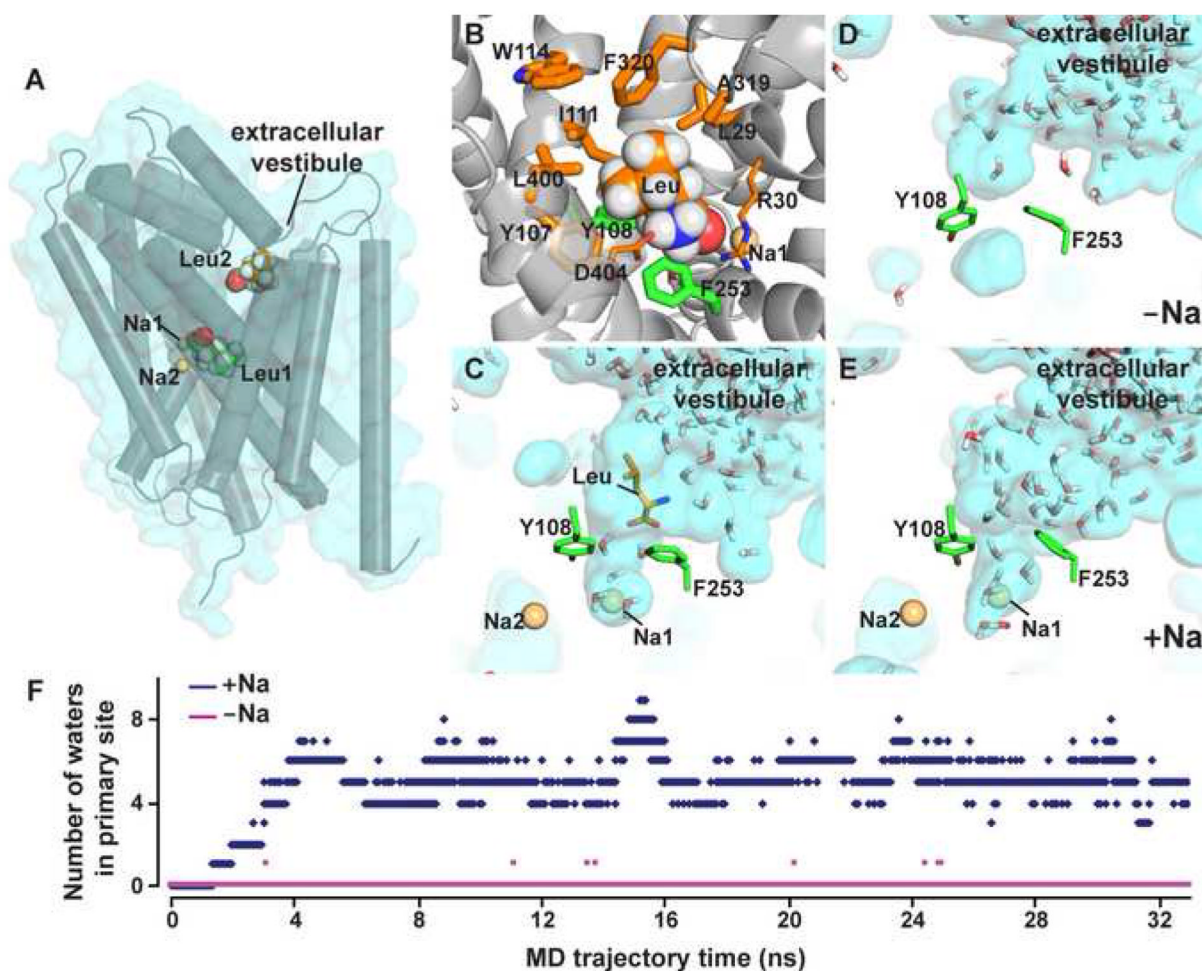 A
extracellular
vestibule
Leu2
Na1
Na2
Leu1
B
W114
F320
A319
I111
L29
L400
Leu
R30
Y107
Y108
Na1
D404
F253
C
extracellular
vestibule
Leu
Y108
F253
Na2
Na1
D
extracellular
vestibule
Y108
F253
–Na
E
extracellular
vestibule
Y108
F253
Na2
Na1
+Na
F
+Na
–Na
Number of waters
in primary site
8
4
0
0
4
8
12
16
20
24
28
32
MD trajectory time (ns)